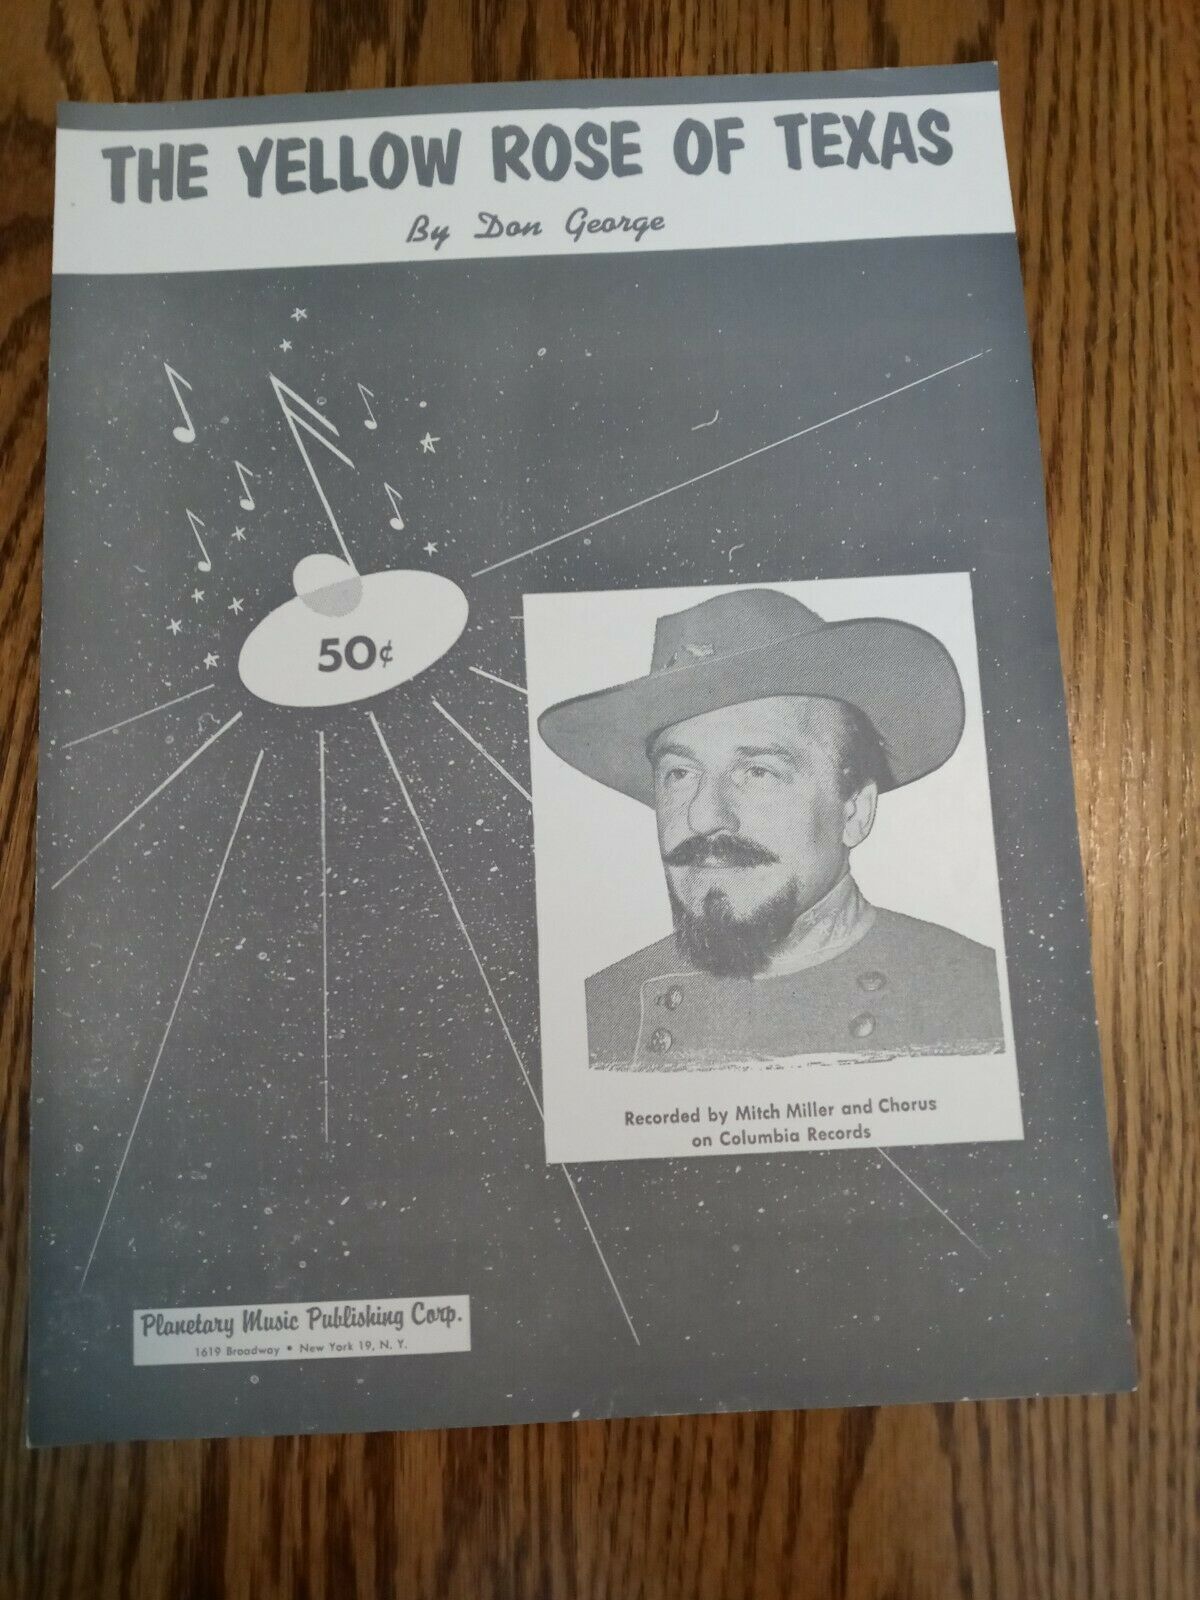 THE YELLOW ROSE OF TEXAS
By Don George
50¢
Recorded by Mitch Miller and Chorus
on Columbia Records
Planetary Music Publishing Corp.
1619 Broadway • New York 19, N. Y.